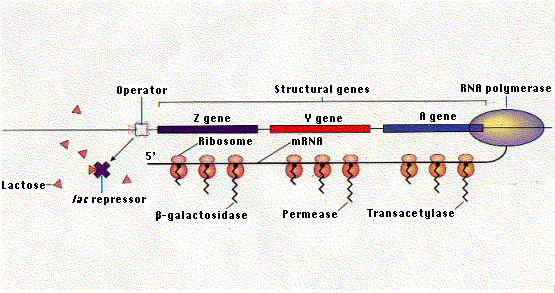 Operator
Structural genes
RNA polymerase
Z gene
Y gene
A gene
Ribosome
mRNA
5'
Lactose
lac repressor
β-galactosidase
Permease
Transacetylase